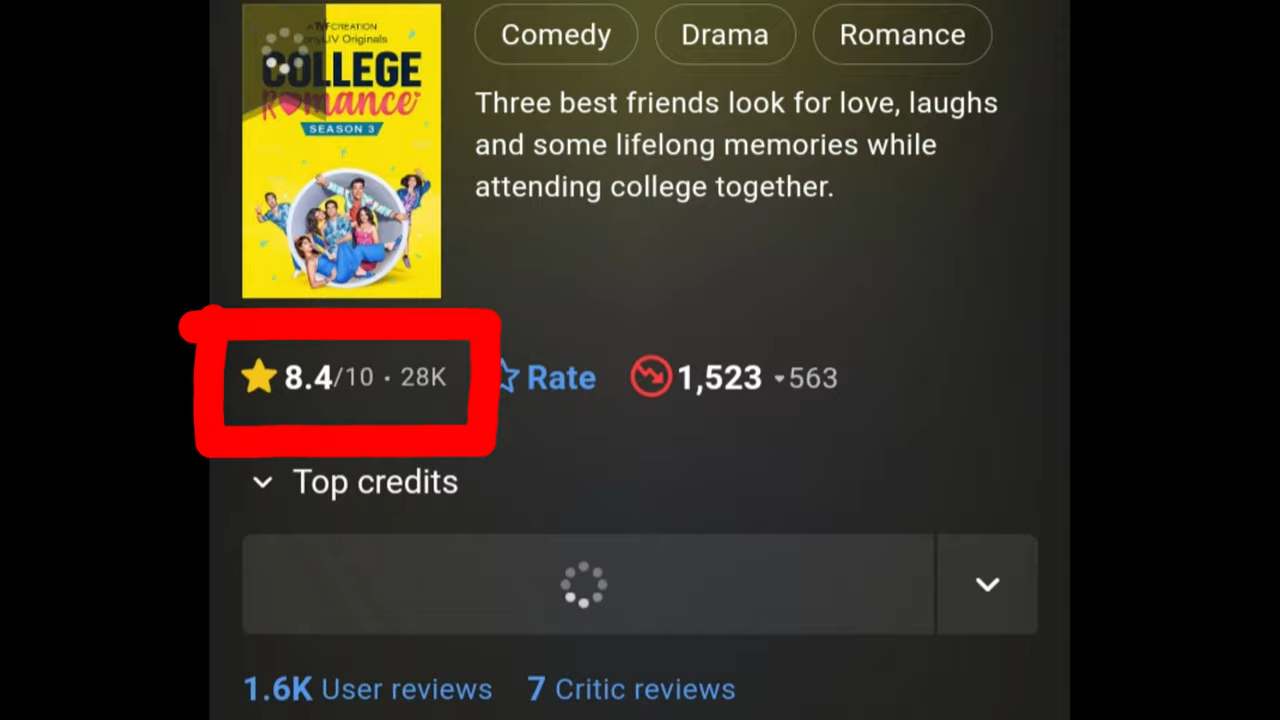 A TVF CREATION
SonyLIV Originals
COLLEGE
Romance
SEASON 3
Comedy
Drama
Romance
Three best friends look for love, laughs
and some lifelong memories while
attending college together.
8.4/10 · 28K
Rate
1,523
563
Top credits
1.6K User reviews
7 Critic reviews